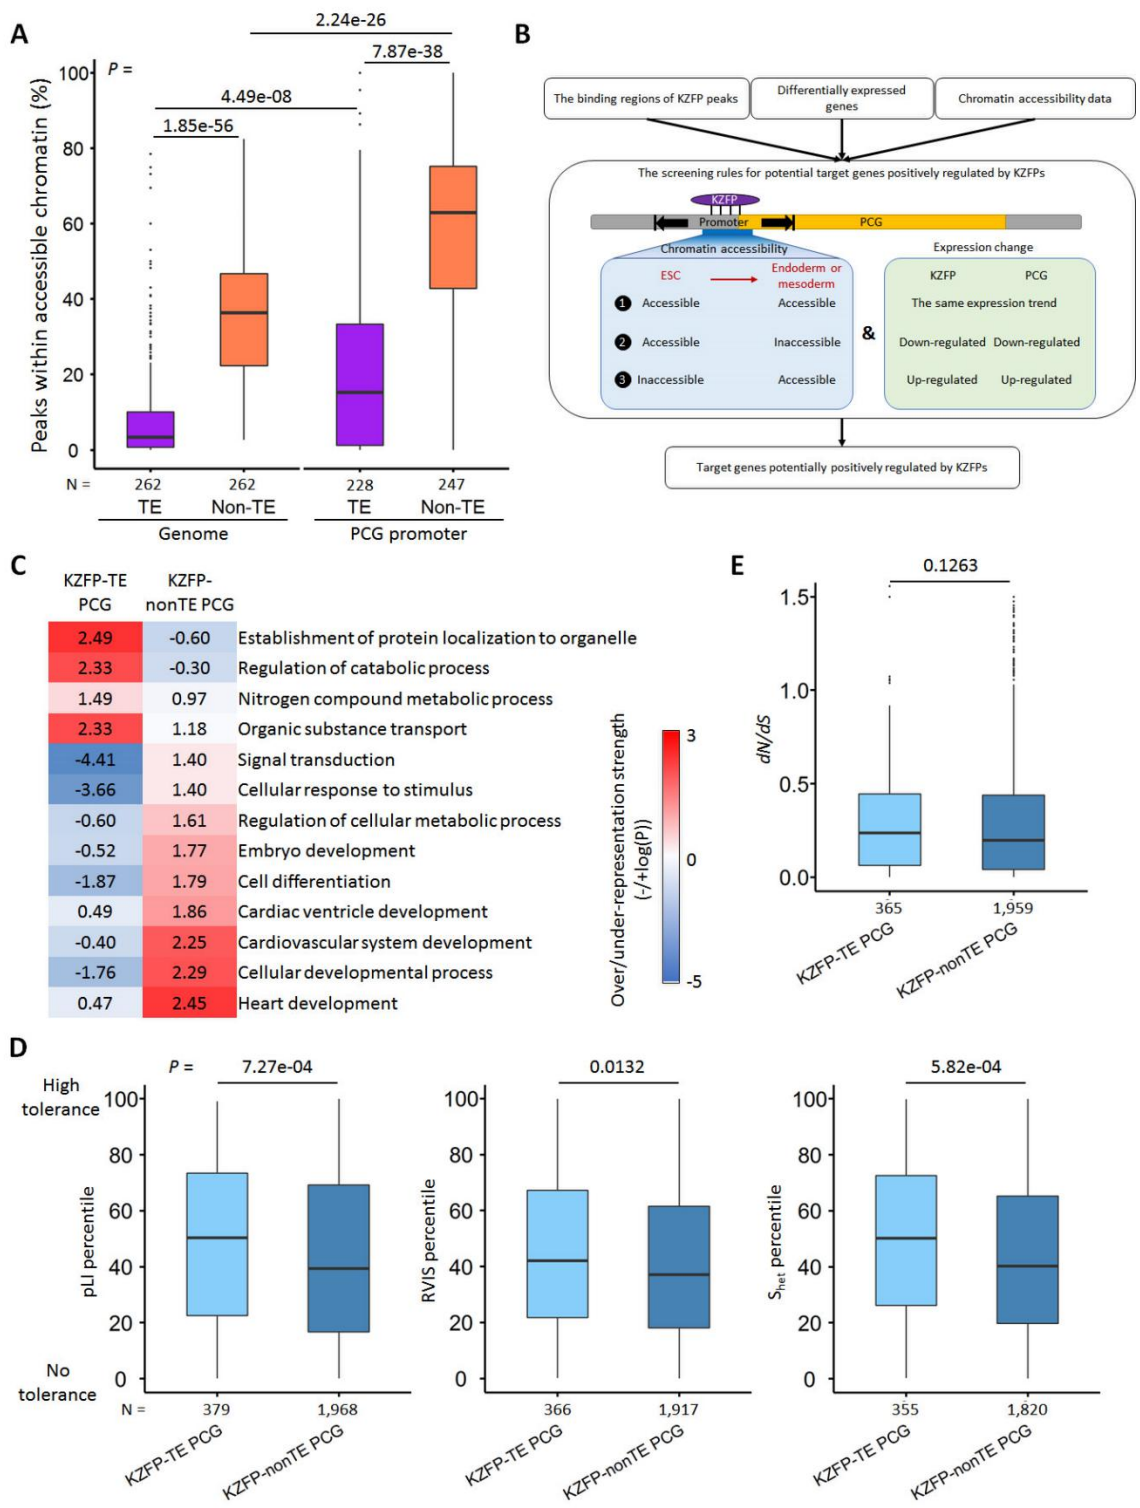 A
P =
2.24e-26
7.87e-38
4.49e-08
1.85e-56
Peaks within accessible chromatin (%)
100
80
60
40
20
0
N =
262
262
228
247
TE
Non-TE
TE
Non-TE
Genome
PCG promoter
B
The binding regions of KZFP peaks
Differentially expressed
genes
Chromatin accessibility data
The screening rules for potential target genes positively regulated by KZFPs
KZFP
Promoter
PCG
Chromatin accessibility
Expression change
ESC
Endoderm or
mesoderm
KZFP
PCG
1 Accessible
Accessible
The same expression trend
2 Accessible
Inaccessible
&
Down-regulated
Down-regulated
3 Inaccessible
Accessible
Up-regulated
Up-regulated
Target genes potentially positively regulated by KZFPs
C
KZFP-TE
PCG
KZFP-
nonTE PCG
2.49 -0.60 Establishment of protein localization to organelle
2.33 -0.30 Regulation of catabolic process
1.49 0.97 Nitrogen compound metabolic process
2.33 1.18 Organic substance transport
-4.41 1.40 Signal transduction
-3.66 1.40 Cellular response to stimulus
-0.60 1.61 Regulation of cellular metabolic process
-0.52 1.77 Embryo development
-1.87 1.79 Cell differentiation
0.49 1.86 Cardiac ventricle development
-0.40 2.25 Cardiovascular system development
-1.76 2.29 Cellular developmental process
0.47 2.45 Heart development
Over/under-representation strength
(-/+log(P))
3
0
-5
E
0.1263
dN/dS
1.5
1.0
0.5
0.0
365
1,959
KZFP-TE PCG
KZFP-nonTE PCG
D
P =
7.27e-04
High
tolerance
No
tolerance
pLI percentile
100
80
60
40
20
0
N =
379
1,968
KZFP-TE PCG
KZFP-nonTE PCG
0.0132
RVIS percentile
100
80
60
40
20
0
366
1,917
KZFP-TE PCG
KZFP-nonTE PCG
5.82e-04
Shet percentile
100
80
60
40
20
0
355
1,820
KZFP-TE PCG
KZFP-nonTE PCG